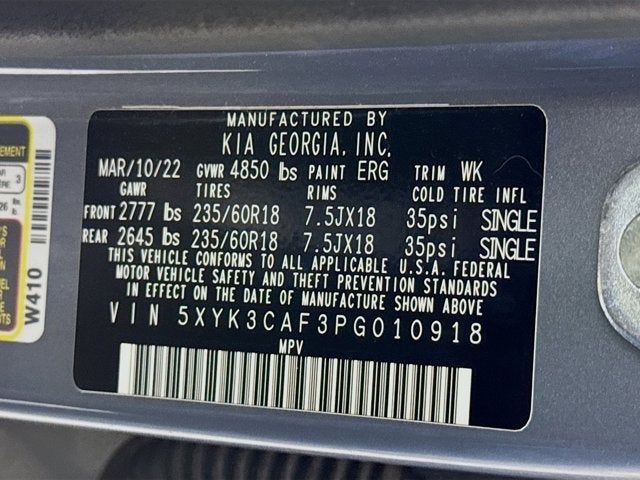 MANUFACTURED BY
KIA GEORGIA, INC.
MAR/10/22 GVWR 4850 lbs PAINT ERG TRIM WK
GAWR TIRES RIMS COLD TIRE INFL
FRONT 2777 lbs 235/60R18 7.5JX18 35psi SINGLE
REAR 2645 lbs 235/60R18 7.5JX18 35psi SINGLE
THIS VEHICLE CONFORMS TO ALL APPLICABLE U.S.A. FEDERAL
MOTOR VEHICLE SAFETY AND THEFT PREVENTION STANDARDS
IN EFFECT ON THE DATE OF MANUFACTURE SHOWN ABOVE
VIN 5XYK3CAF3PG010918
MPV
W410